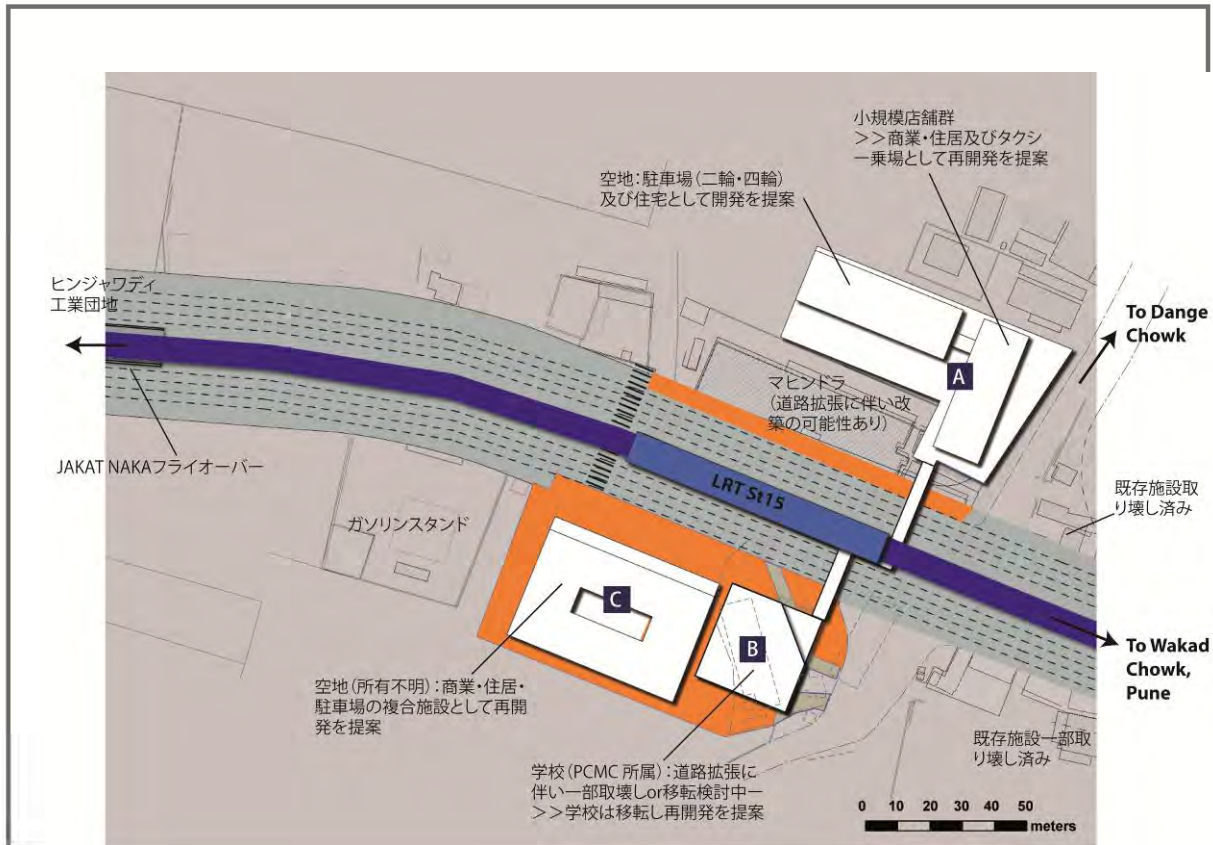 小規模店舗群
>>商業・住居及びタクシ
ー乗場として再開発を提案
空地：駐車場（二輪・四輪）
及び住宅として開発を提案
ヒンジャワディ
工業団地
To Dange
Chowk
A
マヒンドラ
（道路拡張に伴い改
築の可能性あり）
JAKAT NAKAフライオーバー
LRT St15
既存施設取
り壊し済み
ガソリンスタンド
C
B
To Wakad
Chowk,
Pune
空地（所有不明）：商業・住居・
駐車場の複合施設として再開
発を提案
既存施設一部取
り壊し済み
学校（PCMC 所属）：道路拡張に
伴い一部取壊しor移転検討中ー
>>学校は移転し再開発を提案
0 10 20 30 40 50
meters